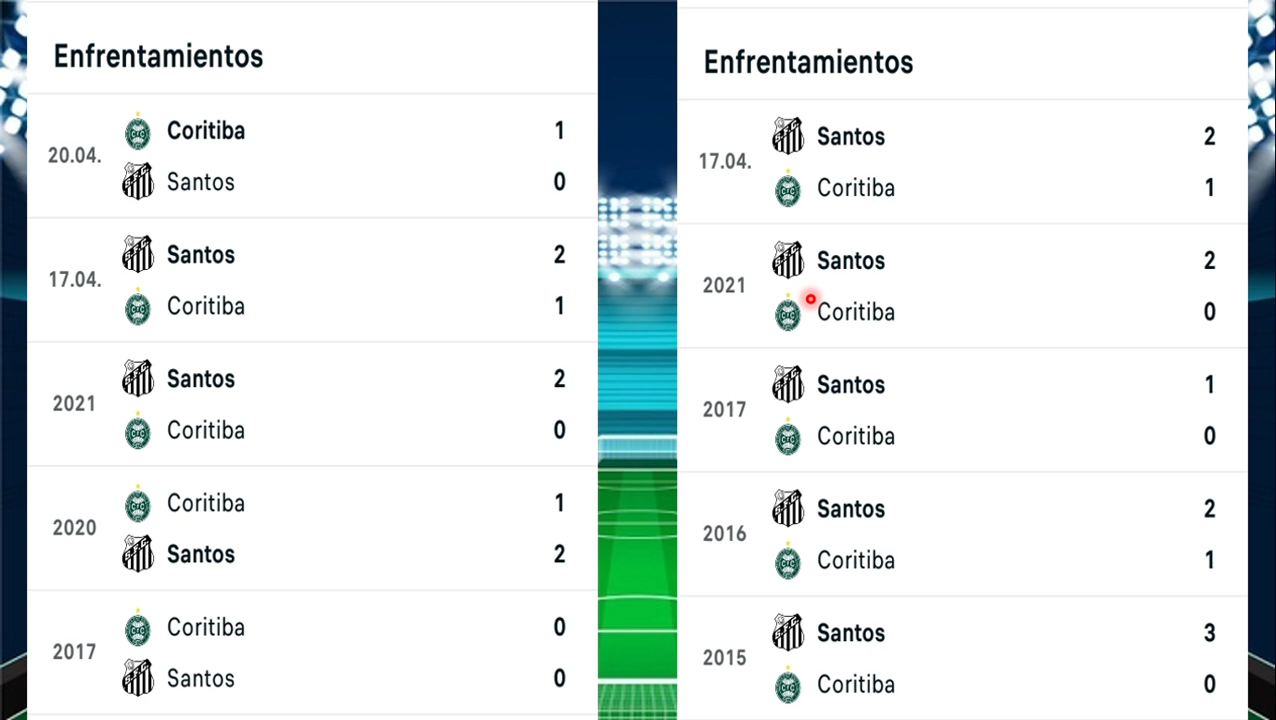 Enfrentamientos
20.04.
Coritiba 1
Santos 0
17.04.
Santos 2
Coritiba 1
2021
Santos 2
Coritiba 0
2020
Coritiba 1
Santos 2
2017
Coritiba 0
Santos 0
Enfrentamientos
17.04.
Santos 2
Coritiba 1
2021
Santos 2
Coritiba 0
2017
Santos 1
Coritiba 0
2016
Santos 2
Coritiba 1
2015
Santos 3
Coritiba 0